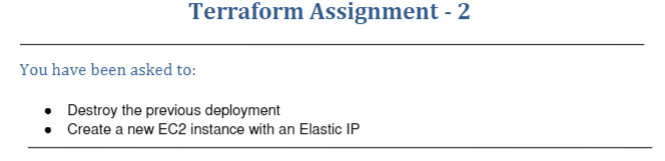 Terraform Assignment - 2
You have been asked to:
● Destroy the previous deployment
● Create a new EC2 instance with an Elastic IP